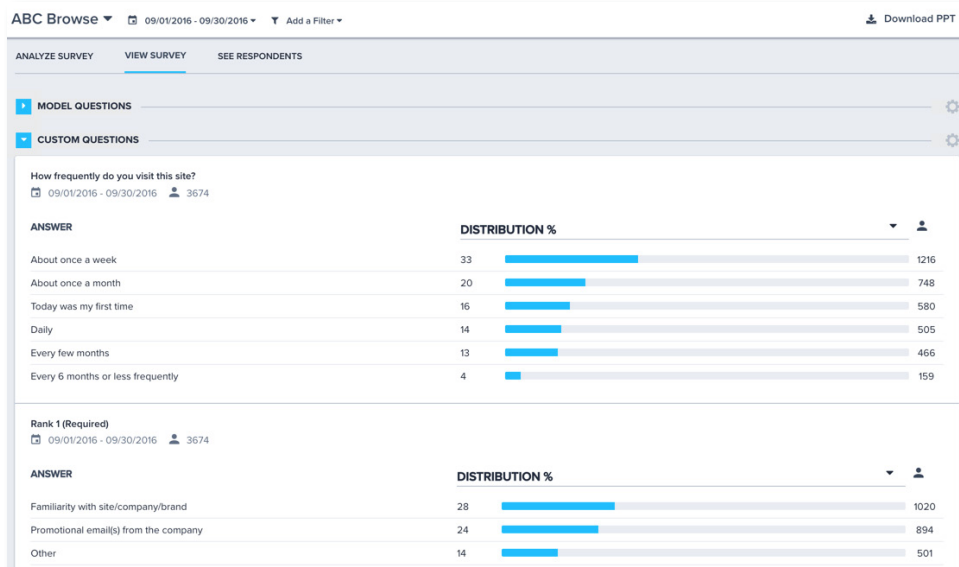 ABC Browse 09/01/2016 - 09/30/2016 Add a Filter Download PPT
ANALYZE SURVEY VIEW SURVEY SEE RESPONDENTS
MODEL QUESTIONS
CUSTOM QUESTIONS
How frequently do you visit this site?
09/01/2016 - 09/30/2016 3674
ANSWER DISTRIBUTION %
About once a week 33 1216
About once a month 20 748
Today was my first time 16 580
Daily 14 505
Every few months 13 466
Every 6 months or less frequently 4 159
Rank 1 (Required)
09/01/2016 - 09/30/2016 3674
ANSWER DISTRIBUTION %
Familiarity with site/company/brand 28 1020
Promotional email(s) from the company 24 894
Other 14 501